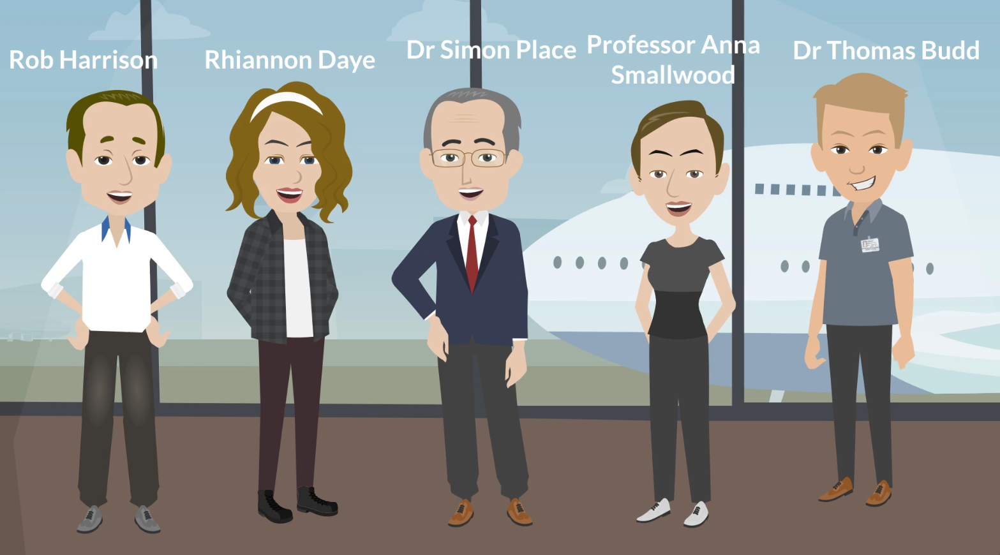 Rob Harrison
Rhiannon Daye
Dr Simon Place
Professor Anna
Smallwood
Dr Thomas Budd